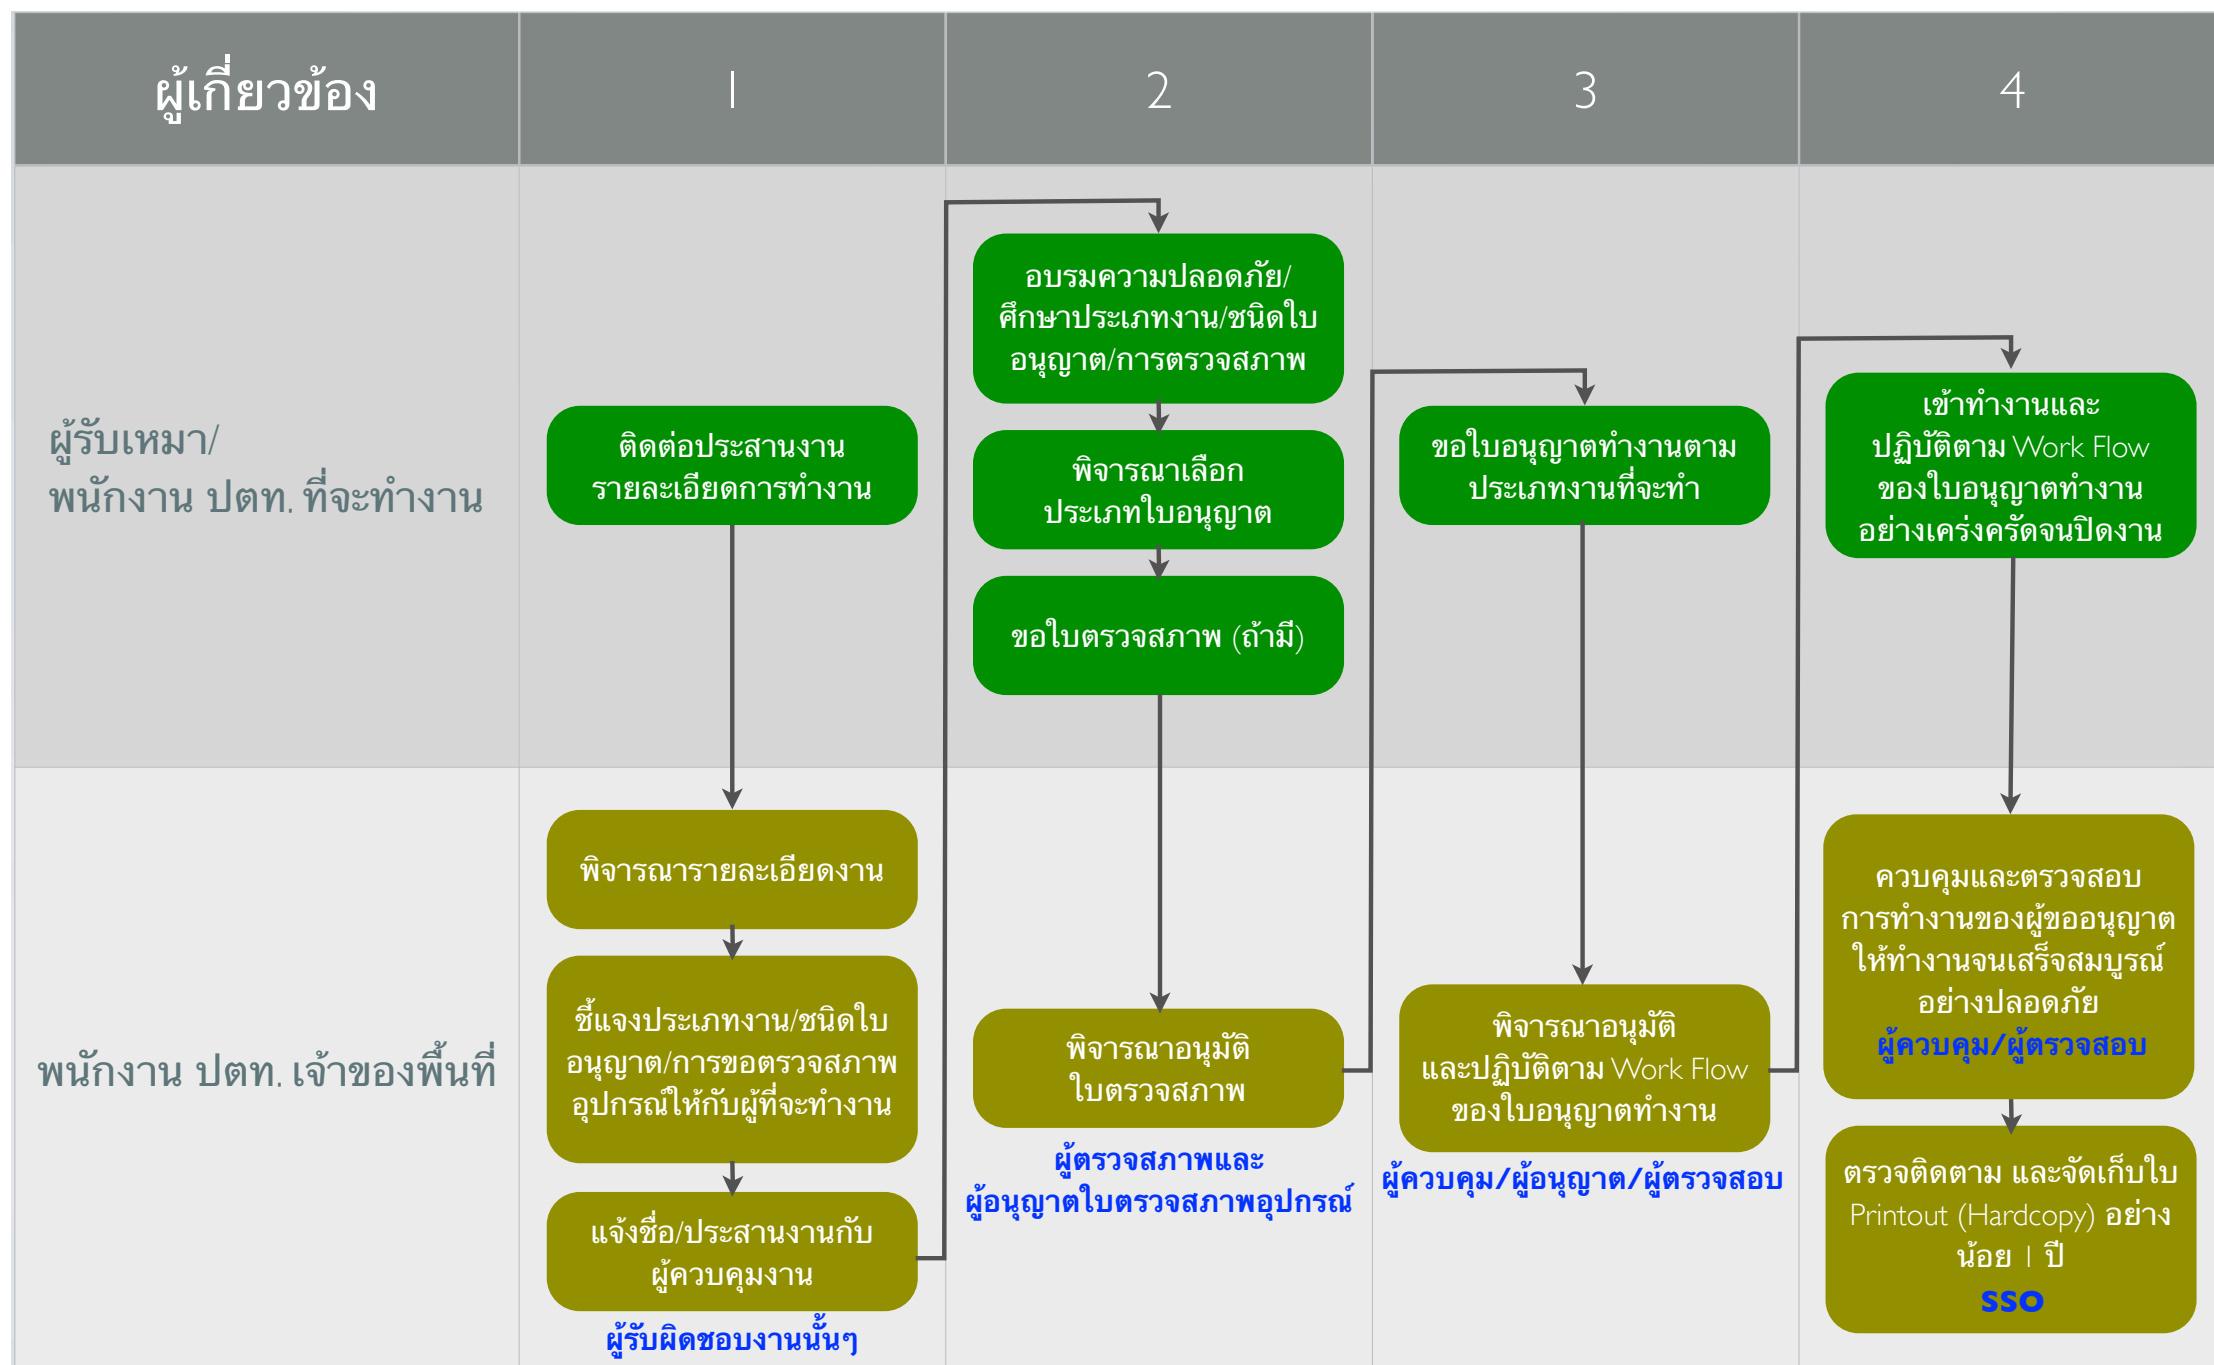 ผู้เกี่ยวข้อง
1
2
3
4
ผู้รับเหมา/
พนักงาน ปตท. ที่จะทำงาน
ติดต่อประสานงาน
รายละเอียดการทำงาน
อบรมความปลอดภัย/
ศึกษาประเภทงาน/ชนิดใบ
อนุญาต/การตรวจสภาพ
พิจารณาเลือก
ประเภทใบอนุญาต
ขอใบตรวจสภาพ (ถ้ามี)
ขอใบอนุญาตทำงานตาม
ประเภทงานที่จะทำ
เข้าทำงานและ
ปฏิบัติตาม Work Flow
ของใบอนุญาตทำงาน
อย่างเคร่งครัดจนปิดงาน
พนักงาน ปตท. เจ้าของพื้นที่
พิจารณารายละเอียดงาน
ชี้แจงประเภทงาน/ชนิดใบ
อนุญาต/การขอตรวจสภาพ
อุปกรณ์ให้กับผู้ที่จะทำงาน
แจ้งชื่อ/ประสานงานกับ
ผู้ควบคุมงาน
ผู้รับผิดชอบงานนั้นๆ
พิจารณาอนุมัติ
ใบตรวจสภาพ
ผู้ตรวจสภาพและ
ผู้อนุญาตใบตรวจสภาพอุปกรณ์
พิจารณาอนุมัติ
และปฏิบัติตาม Work Flow
ของใบอนุญาตทำงาน
ผู้ควบคุม/ผู้อนุญาต/ผู้ตรวจสอบ
ควบคุมและตรวจสอบ
การทำงานของผู้ขออนุญาต
ให้ทำงานจนเสร็จสมบูรณ์
อย่างปลอดภัย
ผู้ควบคุม/ผู้ตรวจสอบ
ตรวจติดตาม และจัดเก็บใบ
Printout (Hardcopy) อย่าง
น้อย 1 ปี
SSO